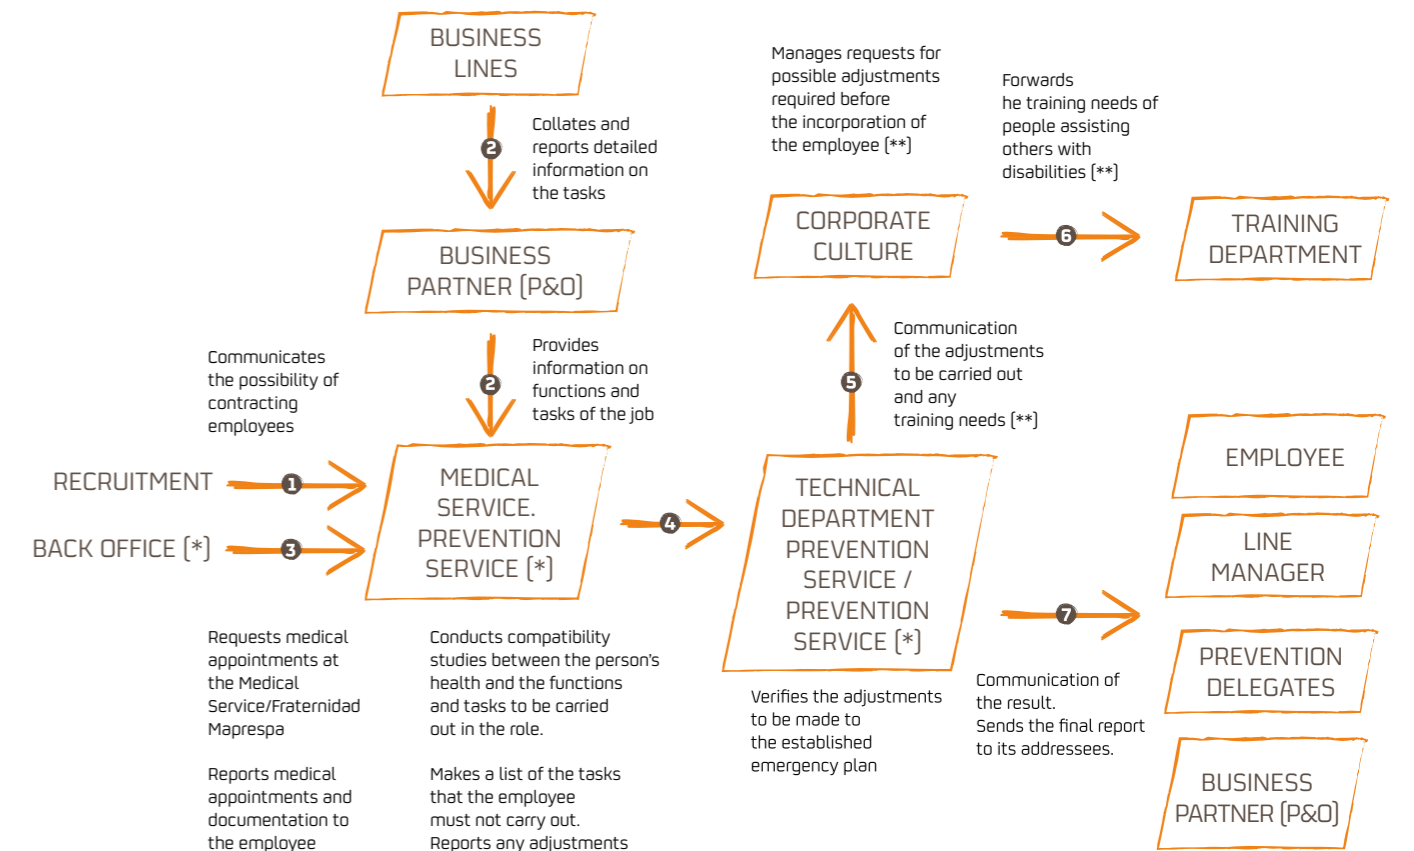 BUSINESS
LINES
2
Collates and
reports detailed
information on
the tasks
BUSINESS
PARTNER (P&O)
2
Provides
information on
functions and
tasks of the job
Communicates
the possibility of
contracting
employees
RECRUITMENT
1
BACK OFFICE (*)
3
MEDICAL
SERVICE.
PREVENTION
SERVICE (*)
Requests medical
appointments at
the Medical
Service/Fraternidad
Maprespa
Reports medical
appointments and
documentation to
the employee
Conducts compatibility
studies between the person's
health and the functions
and tasks to be carried
out in the role.
Makes a list of the tasks
that the employee
must not carry out.
Reports any adjustments
4
TECHNICAL
DEPARTMENT
PREVENTION
SERVICE /
PREVENTION
SERVICE (*)
Verifies the adjustments
to be made to
the established
emergency plan
5
Communication
of the adjustments
to be carried out
and any
training needs (**)
Manages requests for
possible adjustments
required before
the incorporation of
the employee (**)
CORPORATE
CULTURE
Forwards
he training needs of
people assisting
others with
disabilities (**)
6
TRAINING
DEPARTMENT
7
Communication of
the result.
Sends the final report
to its addressees.
EMPLOYEE
LINE
MANAGER
PREVENTION
DELEGATES
BUSINESS
PARTNER (P&O)